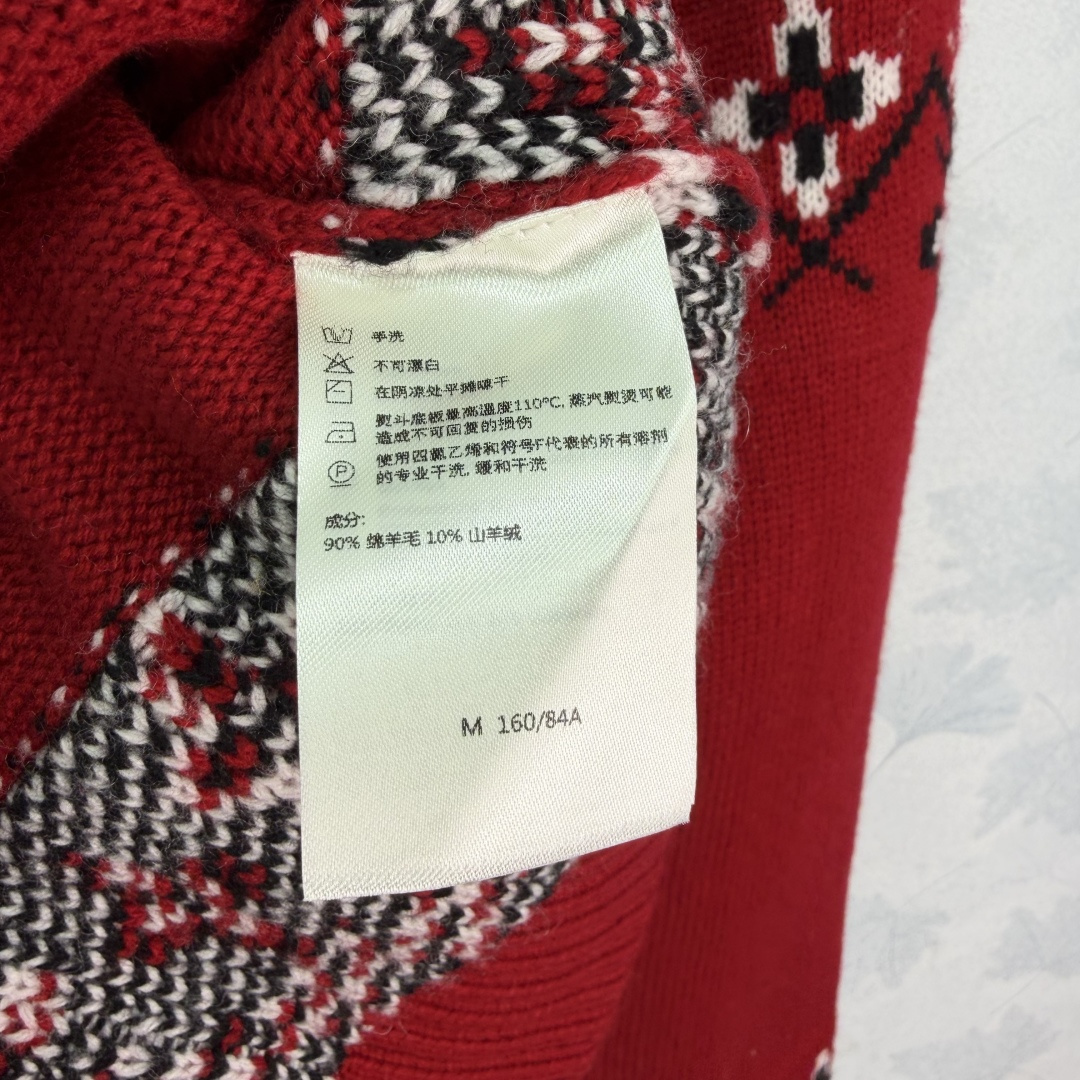 手洗
不可漂白
在阴凉处平摊晾干
熨斗底板最高温度110°C, 蒸汽熨烫可能
造成不可回复的损伤
使用四氯乙烯和符号F代表的所有溶剂
的专业干洗, 缓和干洗
P
成分:
90% 绵羊毛 10% 山羊绒
M 160/84A